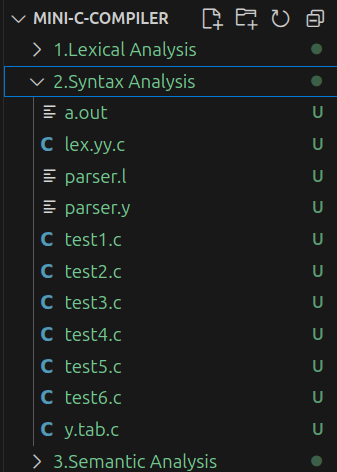 MINI-C-COMPILER
1.Lexical Analysis
2.Syntax Analysis
a.out U
C lex.yy.c U
parser.l U
parser.y U
C test1.c U
C test2.c U
C test3.c U
C test4.c U
C test5.c U
C test6.c U
C y.tab.c U
3.Semantic Analysis